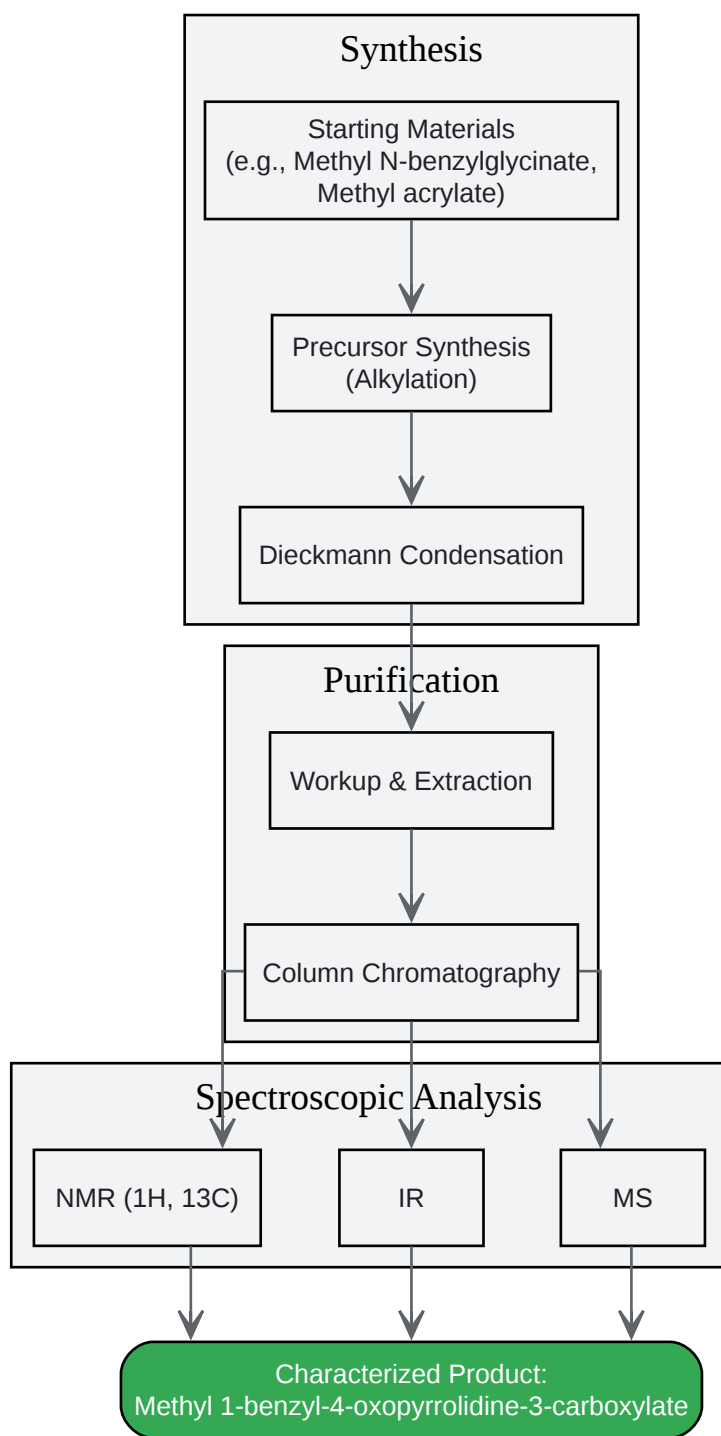 Synthesis
Starting Materials
(e.g., Methyl N-benzylglycinate,
Methyl acrylate)
Precursor Synthesis
(Alkylation)
Dieckmann Condensation
Purification
Workup & Extraction
Column Chromatography
Spectroscopic Analysis
NMR (1H, 13C)
IR
MS
Characterized Product:
Methyl 1-benzyl-4-oxopyrrolidine-3-carboxylate